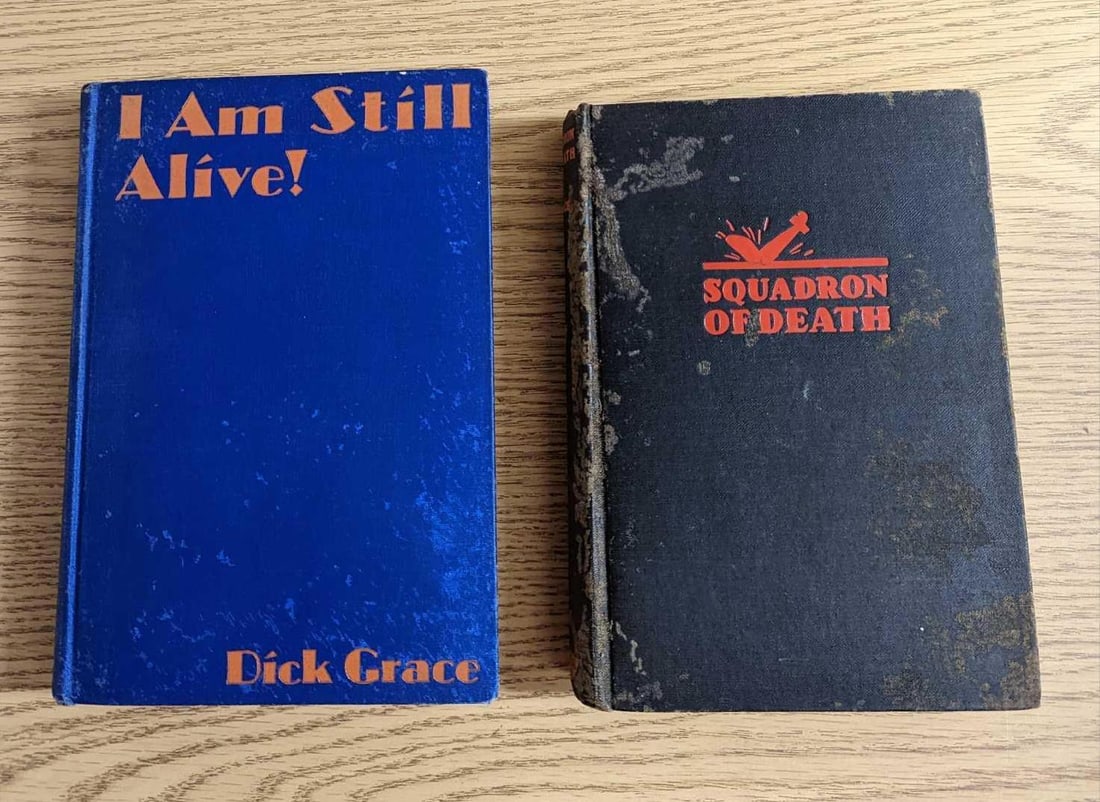 I Am Still
Alive!
Dick Grace
SQUADRON
OF DEATH